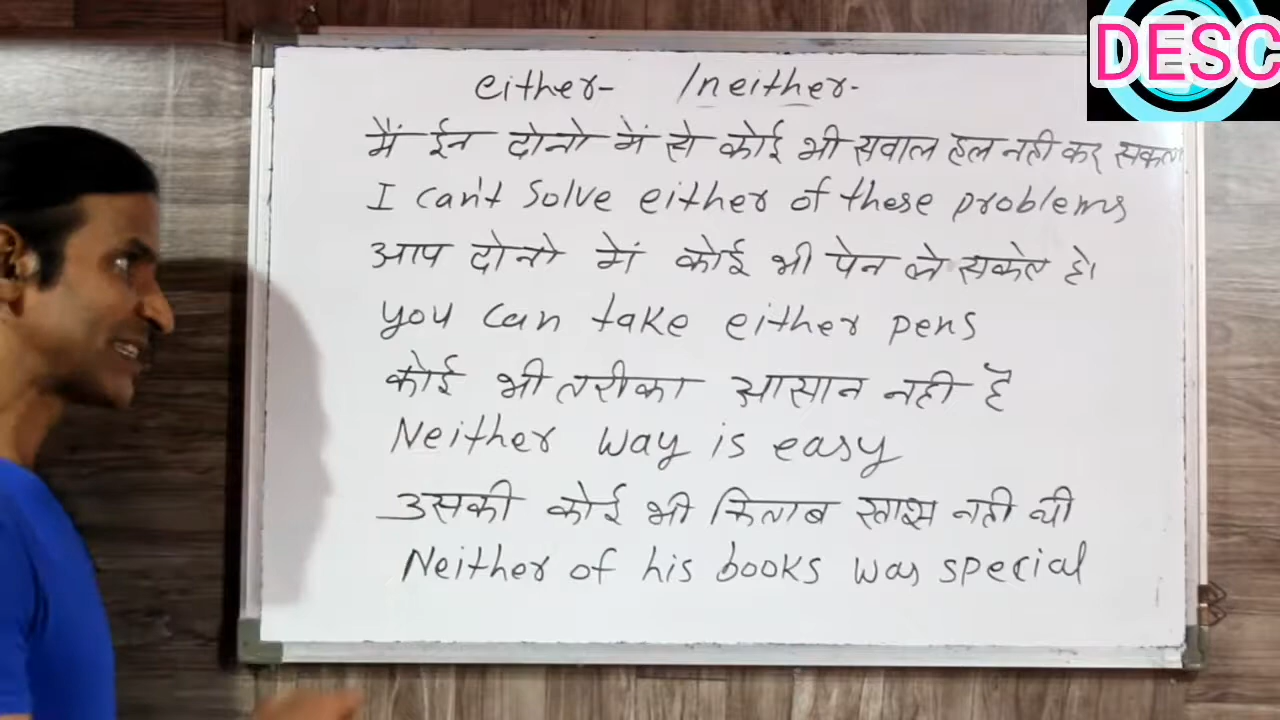 DESC
either- /neither-
मैं ईन दोनो में से कोई भी सवाल हल नही कर सकता
I can't solve either of these problems
आप दोनो में कोई भी पेन ले सकते है।
you can take either pens
कोई भी तरीका आसान नही है
Neither way is easy
उसकी कोई भी किताब खास नही थी
Neither of his books was special